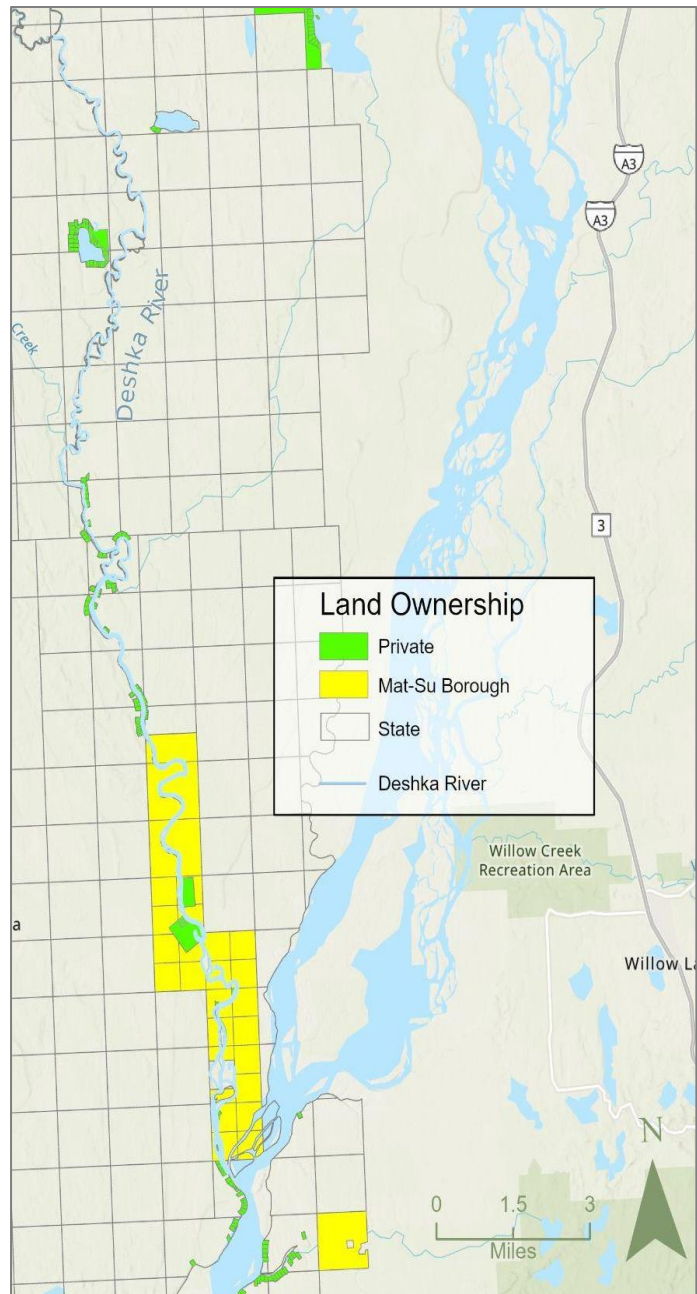 A3
A3
Creek
Deshka River
3
Land Ownership
Private
Mat-Su Borough
State
Deshka River
Willow Creek
Recreation Area
a
Willow La
N
0 1.5 3
Miles